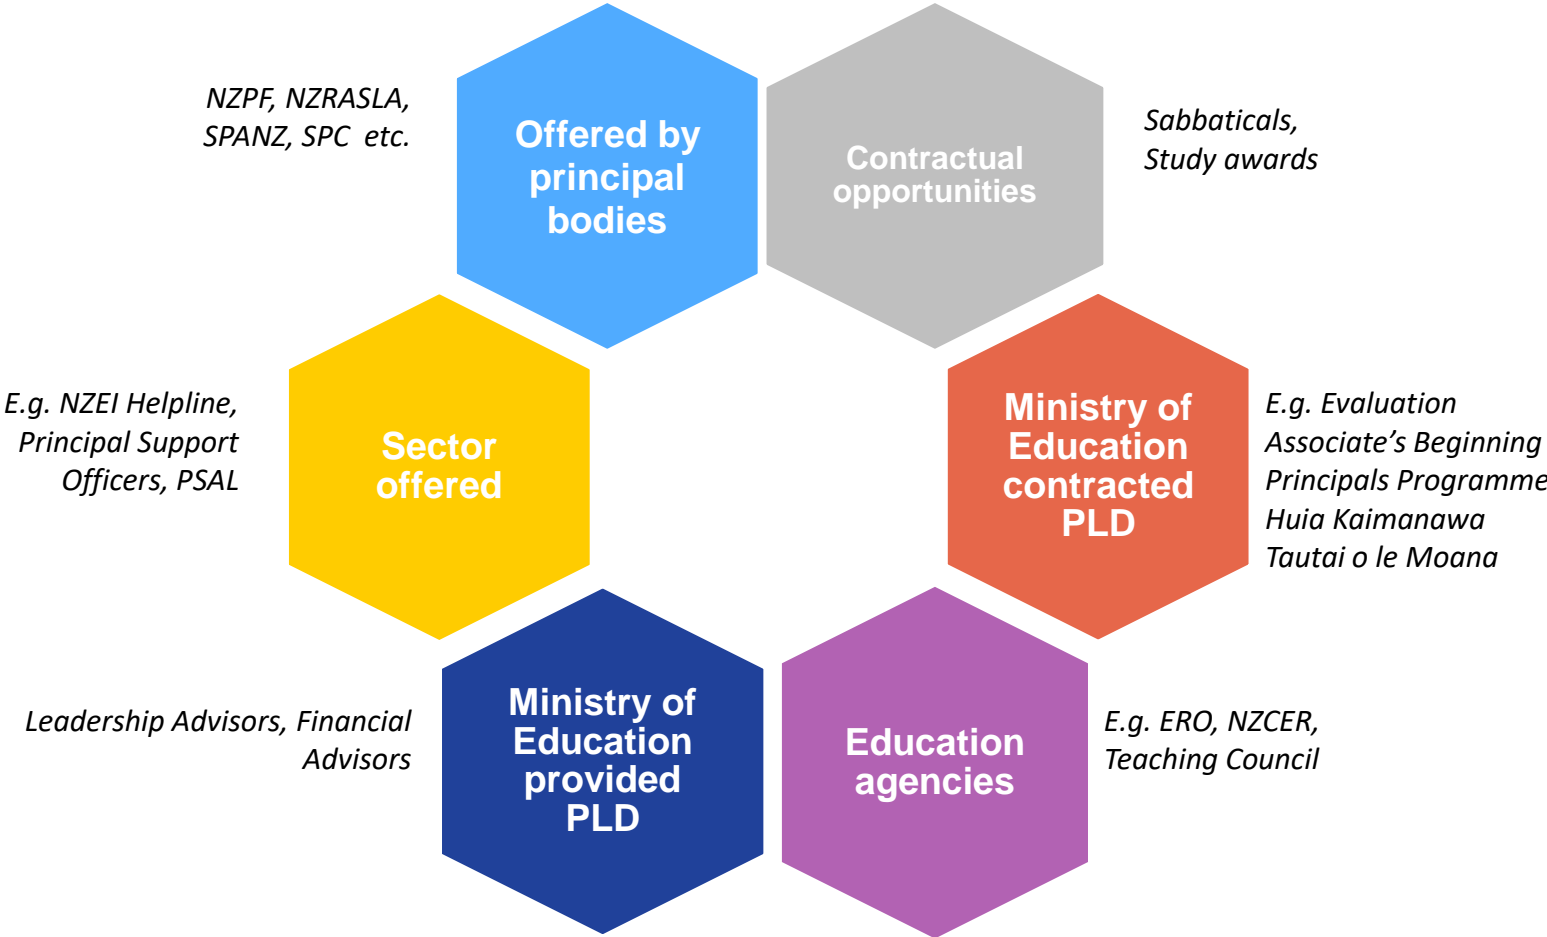 NZPF, NZRASLA,
SPANZ, SPC etc.
Offered by
principal
bodies
Contractual
opportunities
Sabbaticals,
Study awards
E.g. NZEI Helpline,
Principal Support
Officers, PSAL
Sector
offered
Ministry of
Education
contracted
PLD
E.g. Evaluation
Associate's Beginning
Principals Programme
Huia Kaimanawa
Tautai o le Moana
Leadership Advisors, Financial
Advisors
Ministry of
Education
provided
PLD
Education
agencies
E.g. ERO, NZCER,
Teaching Council